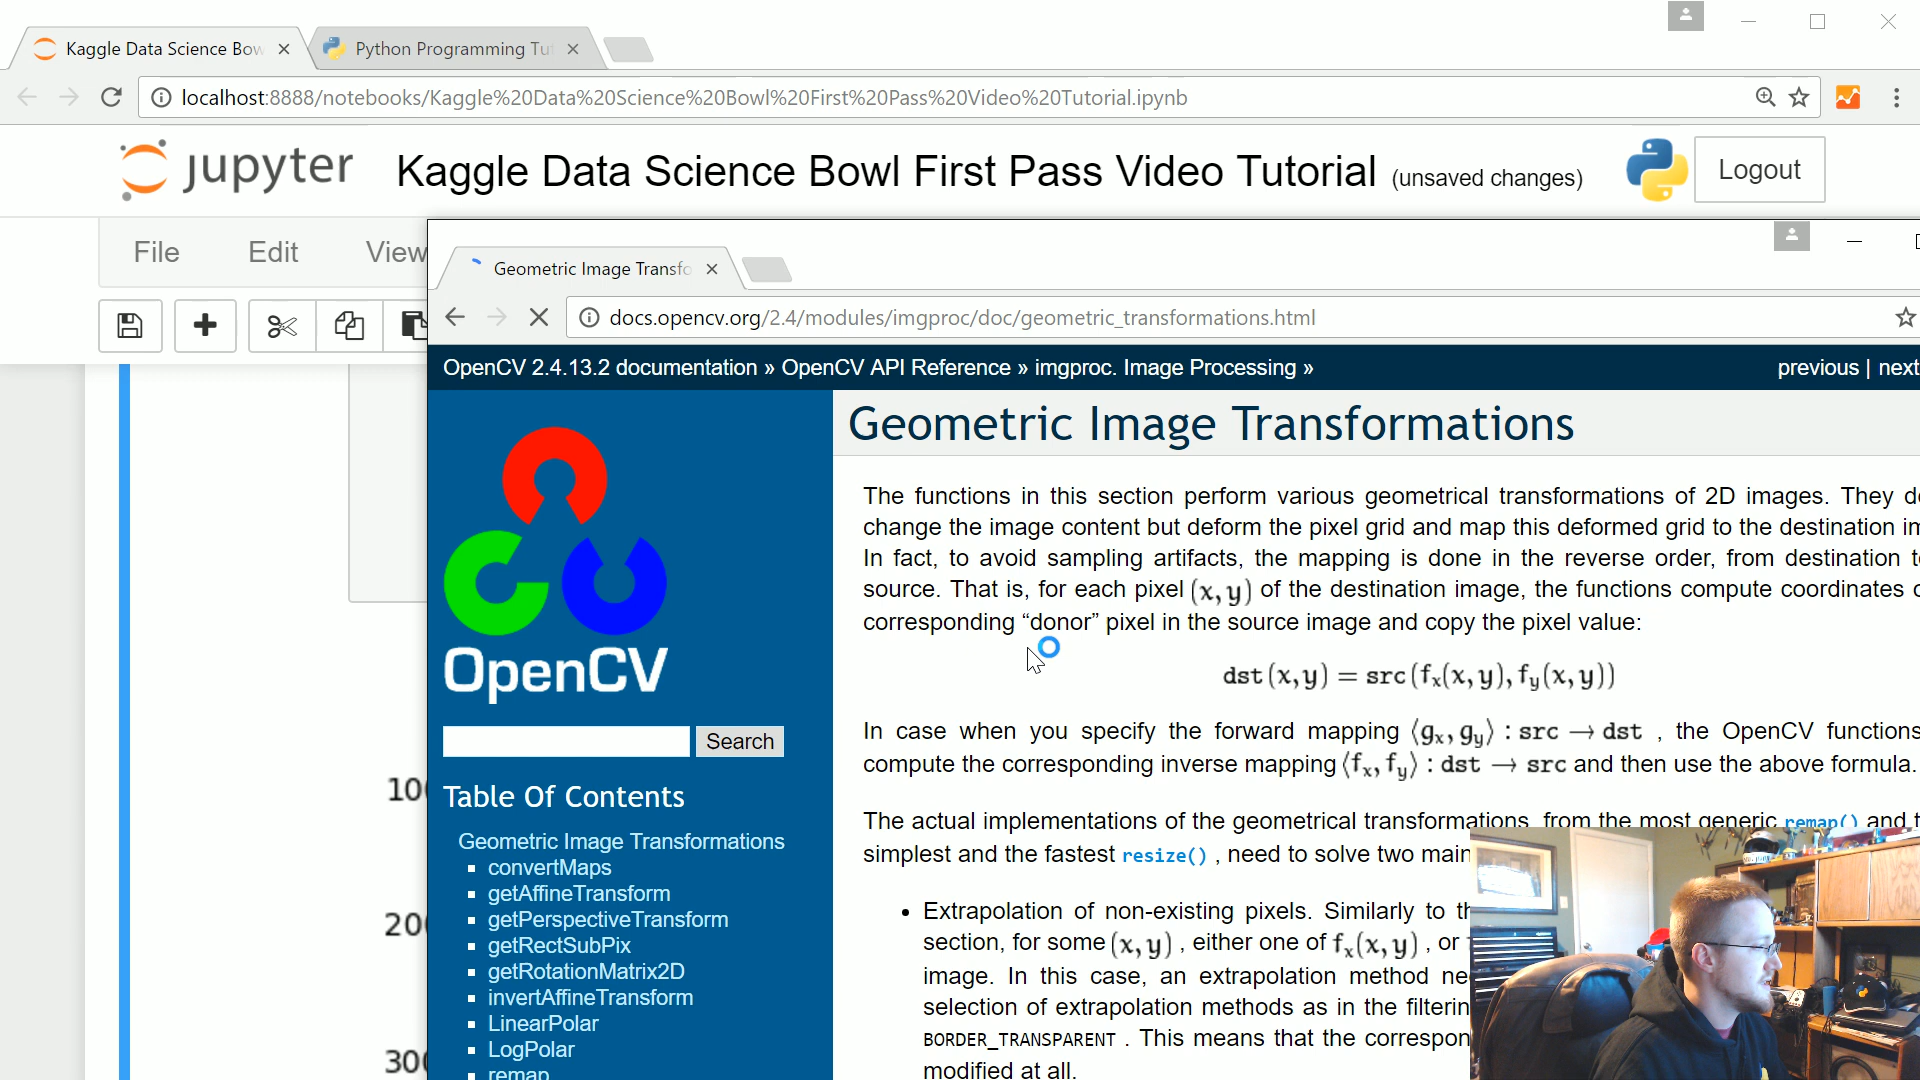 Kaggle Data Science Bow
Python Programming Tut
localhost:8888/notebooks/Kaggle%20Data%20Science%20Bowl%20First%20Pass%20Video%20Tutorial.ipynb
jupyter
Kaggle Data Science Bowl First Pass Video Tutorial (unsaved changes)
Logout
File Edit View
Geometric Image Transfo
docs.opencv.org/2.4/modules/imgproc/doc/geometric_transformations.html
OpenCV 2.4.13.2 documentation » OpenCV API Reference » imgproc. Image Processing »
previous | next
Geometric Image Transformations
The functions in this section perform various geometrical transformations of 2D images. They
change the image content but deform the pixel grid and map this deformed grid to the destination
In fact, to avoid sampling artifacts, the mapping is done in the reverse order, from destination
source. That is, for each pixel (x, y) of the destination image, the functions compute coordinates
corresponding “donor” pixel in the source image and copy the pixel value:
dst(x, y) = src(fx(x, y), fy(x, y))
In case when you specify the forward mapping ⟨gx, gy⟩ : src → dst , the OpenCV functions
compute the corresponding inverse mapping ⟨fx, fy⟩ : dst → src and then use the above formula.
The actual implementations of the geometrical transformations, from the most generic remap() and
simplest and the fastest resize() , need to solve two main
• Extrapolation of non-existing pixels. Similarly to
section, for some (x, y) , either one of fx(x, y) , or
image. In this case, an extrapolation method
selection of extrapolation methods as in the
BORDER_TRANSPARENT . This means that the
modified at all.
OpenCV
Search
Table Of Contents
Geometric Image Transformations
convertMaps
getAffineTransform
getPerspectiveTransform
getRectSubPix
getRotationMatrix2D
invertAffineTransform
LinearPolar
LogPolar
remap